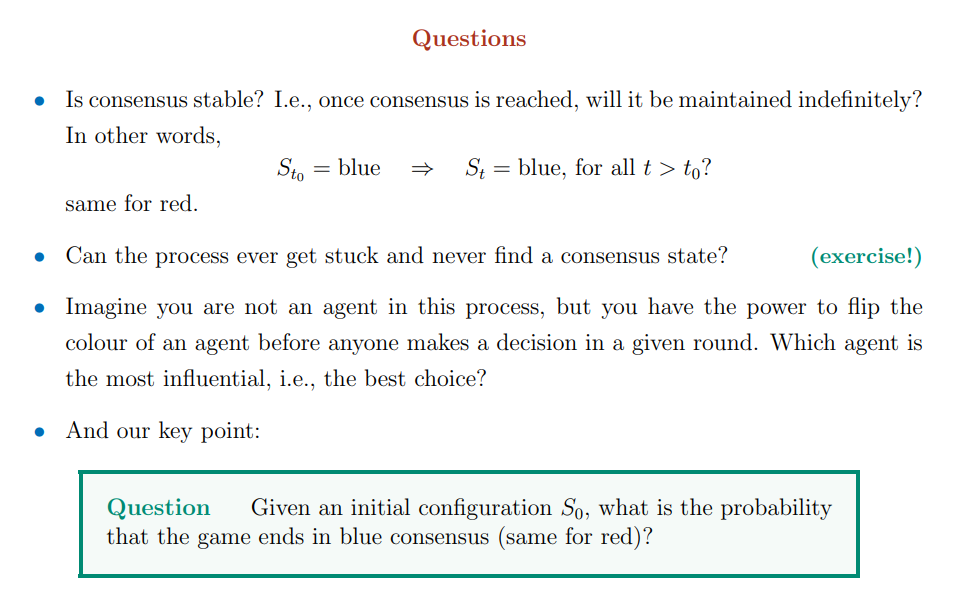 Questions
• Is consensus stable? I.e., once consensus is reached, will it be maintained indefinitely?
In other words,
S_{t_0} = blue ⇒ S_t = blue, for all t > t_0?
same for red.
• Can the process ever get stuck and never find a consensus state? (exercise!)
• Imagine you are not an agent in this process, but you have the power to flip the
colour of an agent before anyone makes a decision in a given round. Which agent is
the most influential, i.e., the best choice?
• And our key point:
Question Given an initial configuration S_0, what is the probability
that the game ends in blue consensus (same for red)?